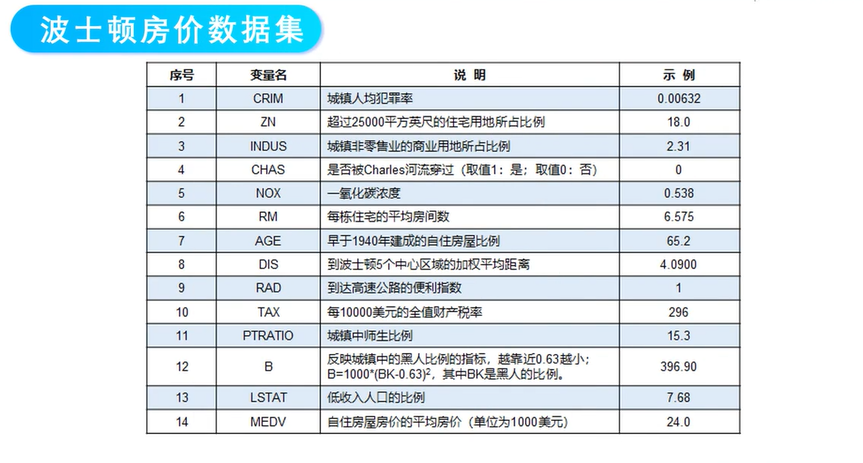 波士顿房价数据集
序号 变量名 说 明 示 例
1 CRIM 城镇人均犯罪率 0.00632
2 ZN 超过25000平方英尺的住宅用地所占比例 18.0
3 INDUS 城镇非零售业的商业用地所占比例 2.31
4 CHAS 是否被Charles河流穿过（取值1：是；取值0：否） 0
5 NOX 一氧化碳浓度 0.538
6 RM 每栋住宅的平均房间数 6.575
7 AGE 早于1940年建成的自住房屋比例 65.2
8 DIS 到波士顿5个中心区域的加权平均距离 4.0900
9 RAD 到达高速公路的便利指数 1
10 TAX 每10000美元的全值财产税率 296
11 PTRATIO 城镇中师生比例 15.3
12 B 反映城镇中的黑人比例的指标，越靠近0.63越小；
B=1000*(BK-0.63)²，其中BK是黑人的比例。 396.90
13 LSTAT 低收入人口的比例 7.68
14 MEDV 自住房屋房价的平均房价（单位为1000美元） 24.0